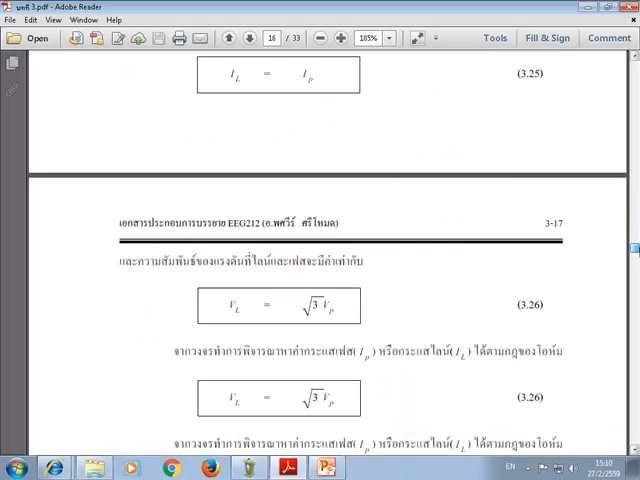 บทที่ 3.pdf - Adobe Reader
File Edit View Window Help
Open 16 / 33 105% Tools Fill & Sign Comment
I_L = I_p (3.25)
เอกสารประกอบการบรรยาย EEG212 (อ.พศวีร์ ศรีโหมด) 3-17
และความสัมพันธ์ของแรงดันที่ไลน์และเฟสจะมีค่าเท่ากับ
V_L = √3 V_p (3.26)
จากวงจรทำการพิจารณาหาค่ากระแสเฟส(I_p) หรือกระแสไลน์(I_L) ได้ตามกฎของโอห์ม
V_L = √3 V_p (3.26)
จากวงจรทำการพิจารณาหาค่ากระแสเฟส(I_p) หรือกระแสไลน์(I_L) ได้ตามกฎของโอห์ม
EN 15:10
27/2/2559